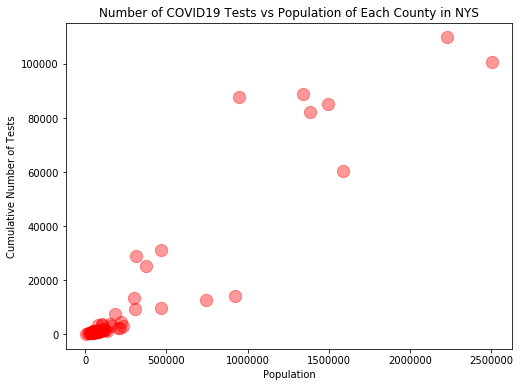 Number of COVID19 Tests vs Population of Each County in NYS
Cumulative Number of Tests
100000
80000
60000
40000
20000
0
0 500000 1000000 1500000 2000000 2500000
Population